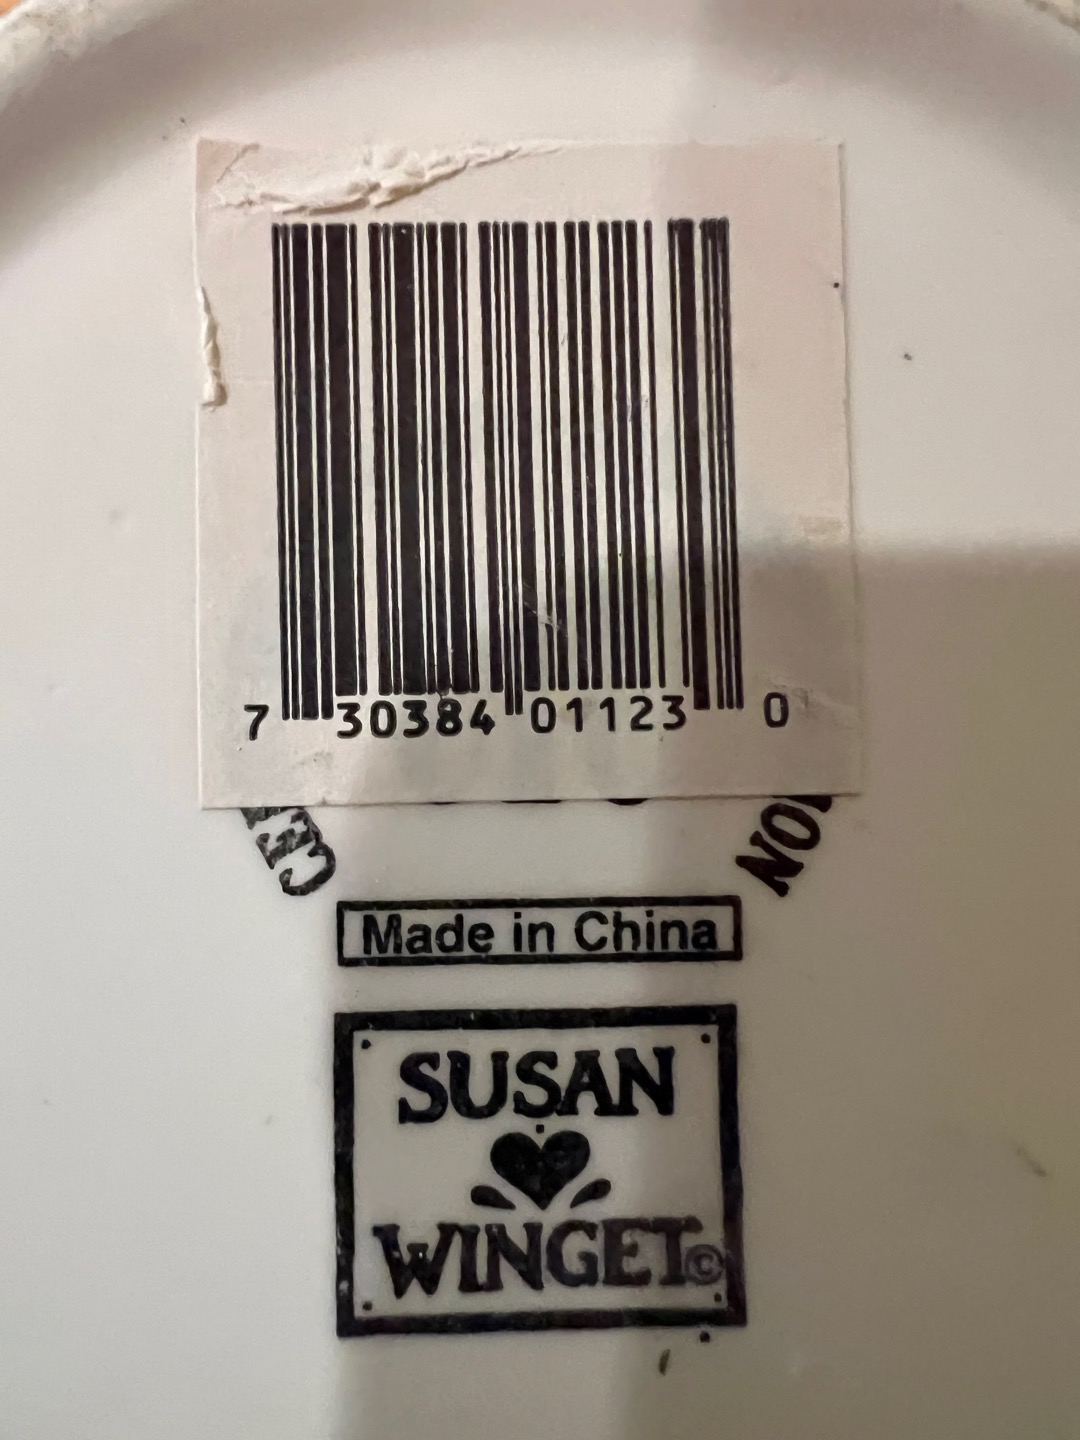 7 30384 01123 0
Made in China
SUSAN
WINGET©